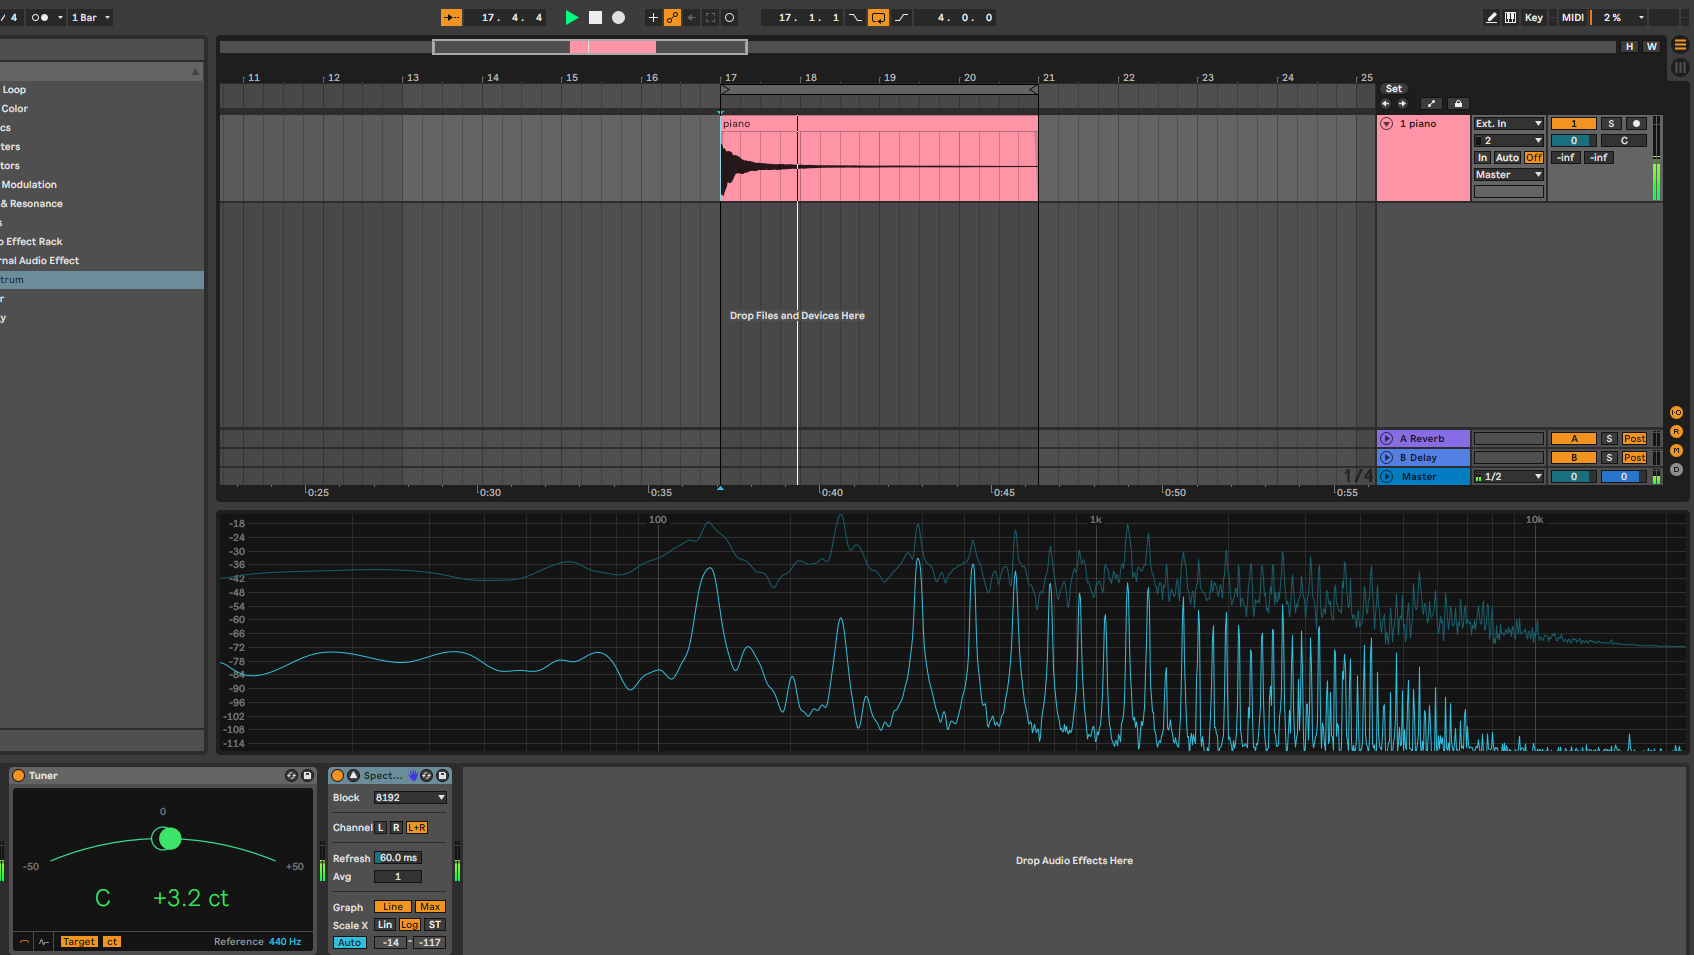 / 4 1 Bar 17. 4. 4 17. 1. 1 4. 0. 0 Key MIDI 2 %
H W
11 12 13 14 15 16 17 18 19 20 21 22 23 24 25
Set
Loop
Color
cs
ters
tors
Modulation
& Resonance
s
o Effect Rack
rnal Audio Effect
trum
r
y
piano
Drop Files and Devices Here
1 piano Ext. In 1 S
2 0 C
In Auto Off -inf -inf
Master
A Reverb A S Post
B Delay B S Post
1/4 Master 1/2 0 0
I·O
R
M
D
0:25 0:30 0:35 0:40 0:45 0:50 0:55
100 1k 10k
-18
-24
-30
-36
-42
-48
-54
-60
-66
-72
-78
-84
-90
-96
-102
-108
-114
Tuner
0
-50 +50
C +3.2 ct
Target ct Reference 440 Hz
Spect...
Block 8192
Channel L R L+R
Refresh 60.0 ms
Avg 1
Graph Line Max
Scale X Lin Log ST
Auto -14 - -117
Drop Audio Effects Here